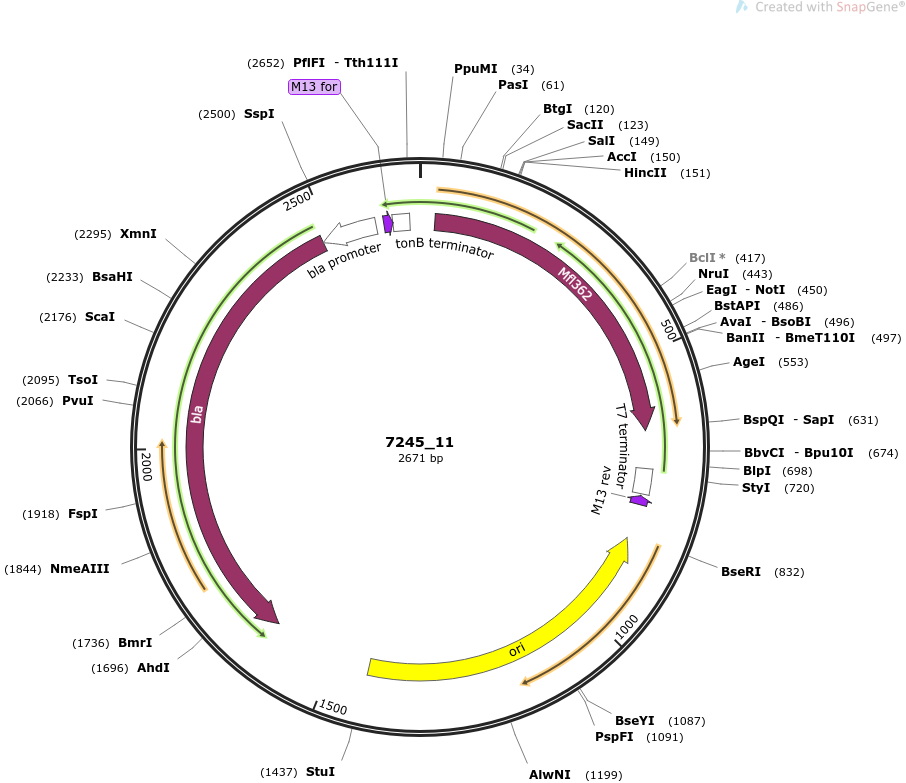 Created with SnapGene®
(2652) PflFI - Tth111I
M13 for
(2500) SspI
PpuMI (34)
PasI (61)
BtgI (120)
SacII (123)
SalI (149)
AccI (150)
HincII (151)
2500
(2295) XmnI
(2233) BsaHI
(2176) ScaI
(2095) TsoI
(2066) PvuI
bla promoter
tonB terminator
Mfl362
BclI * (417)
NruI (443)
EagI - NotI (450)
BstAPI (486)
AvaI - BsoBI (496)
BanII - BmeT110I (497)
500
AgeI (553)
BspQI - SapI (631)
BbvCI - Bpu10I (674)
BlpI (698)
StyI (720)
bla
7245_11
2671 bp
T7 terminator
M13 rev
2000
(1918) FspI
(1844) NmeAIII
(1736) BmrI
(1696) AhdI
BseRI (832)
ori
1000
1500
BseYI (1087)
PspFI (1091)
(1437) StuI
AlwNI (1199)